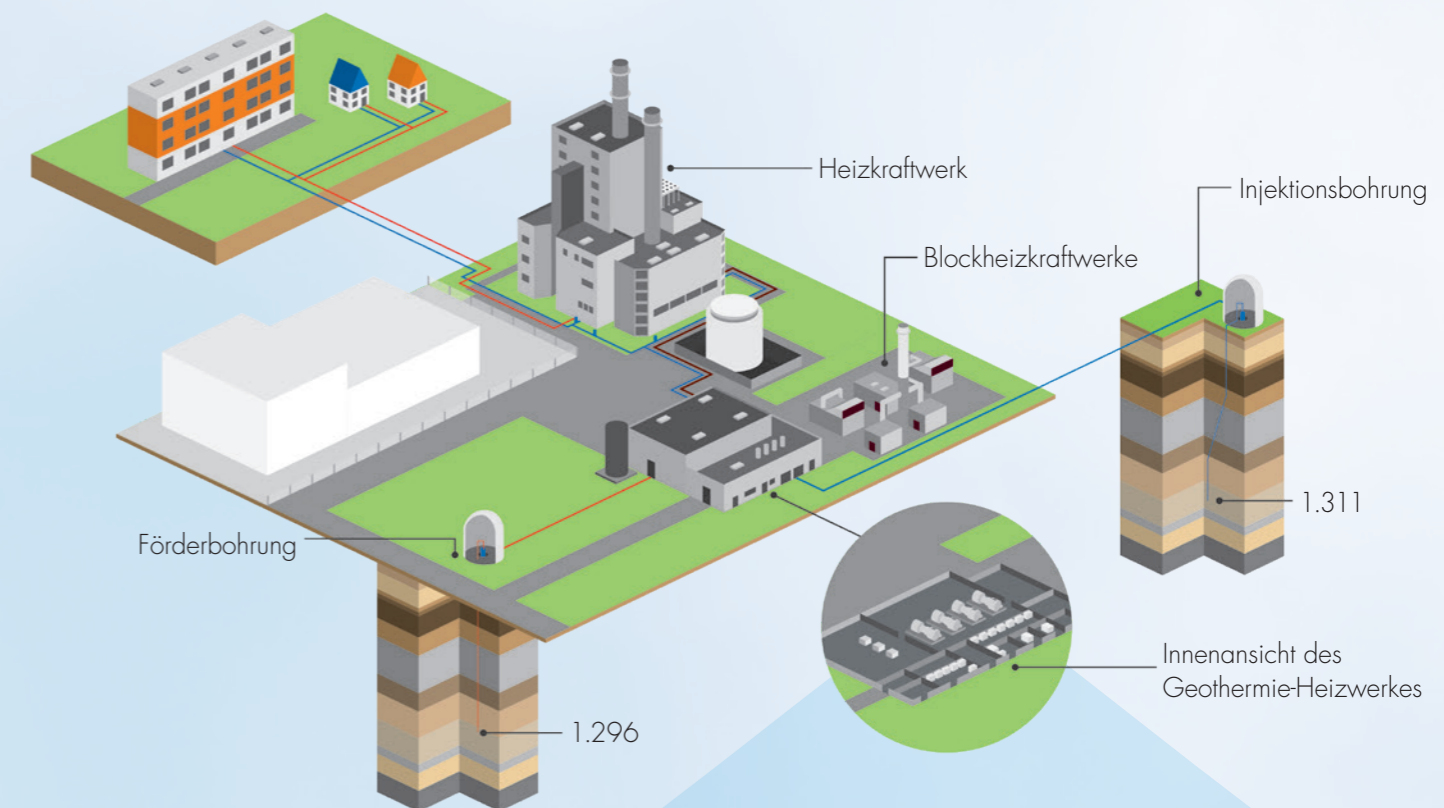 Heizkraftwerk
Injektionsbohrung
Blockheizkraftwerke
1.311
Förderbohrung
Innenansicht des
Geothermie-Heizwerkes
1.296